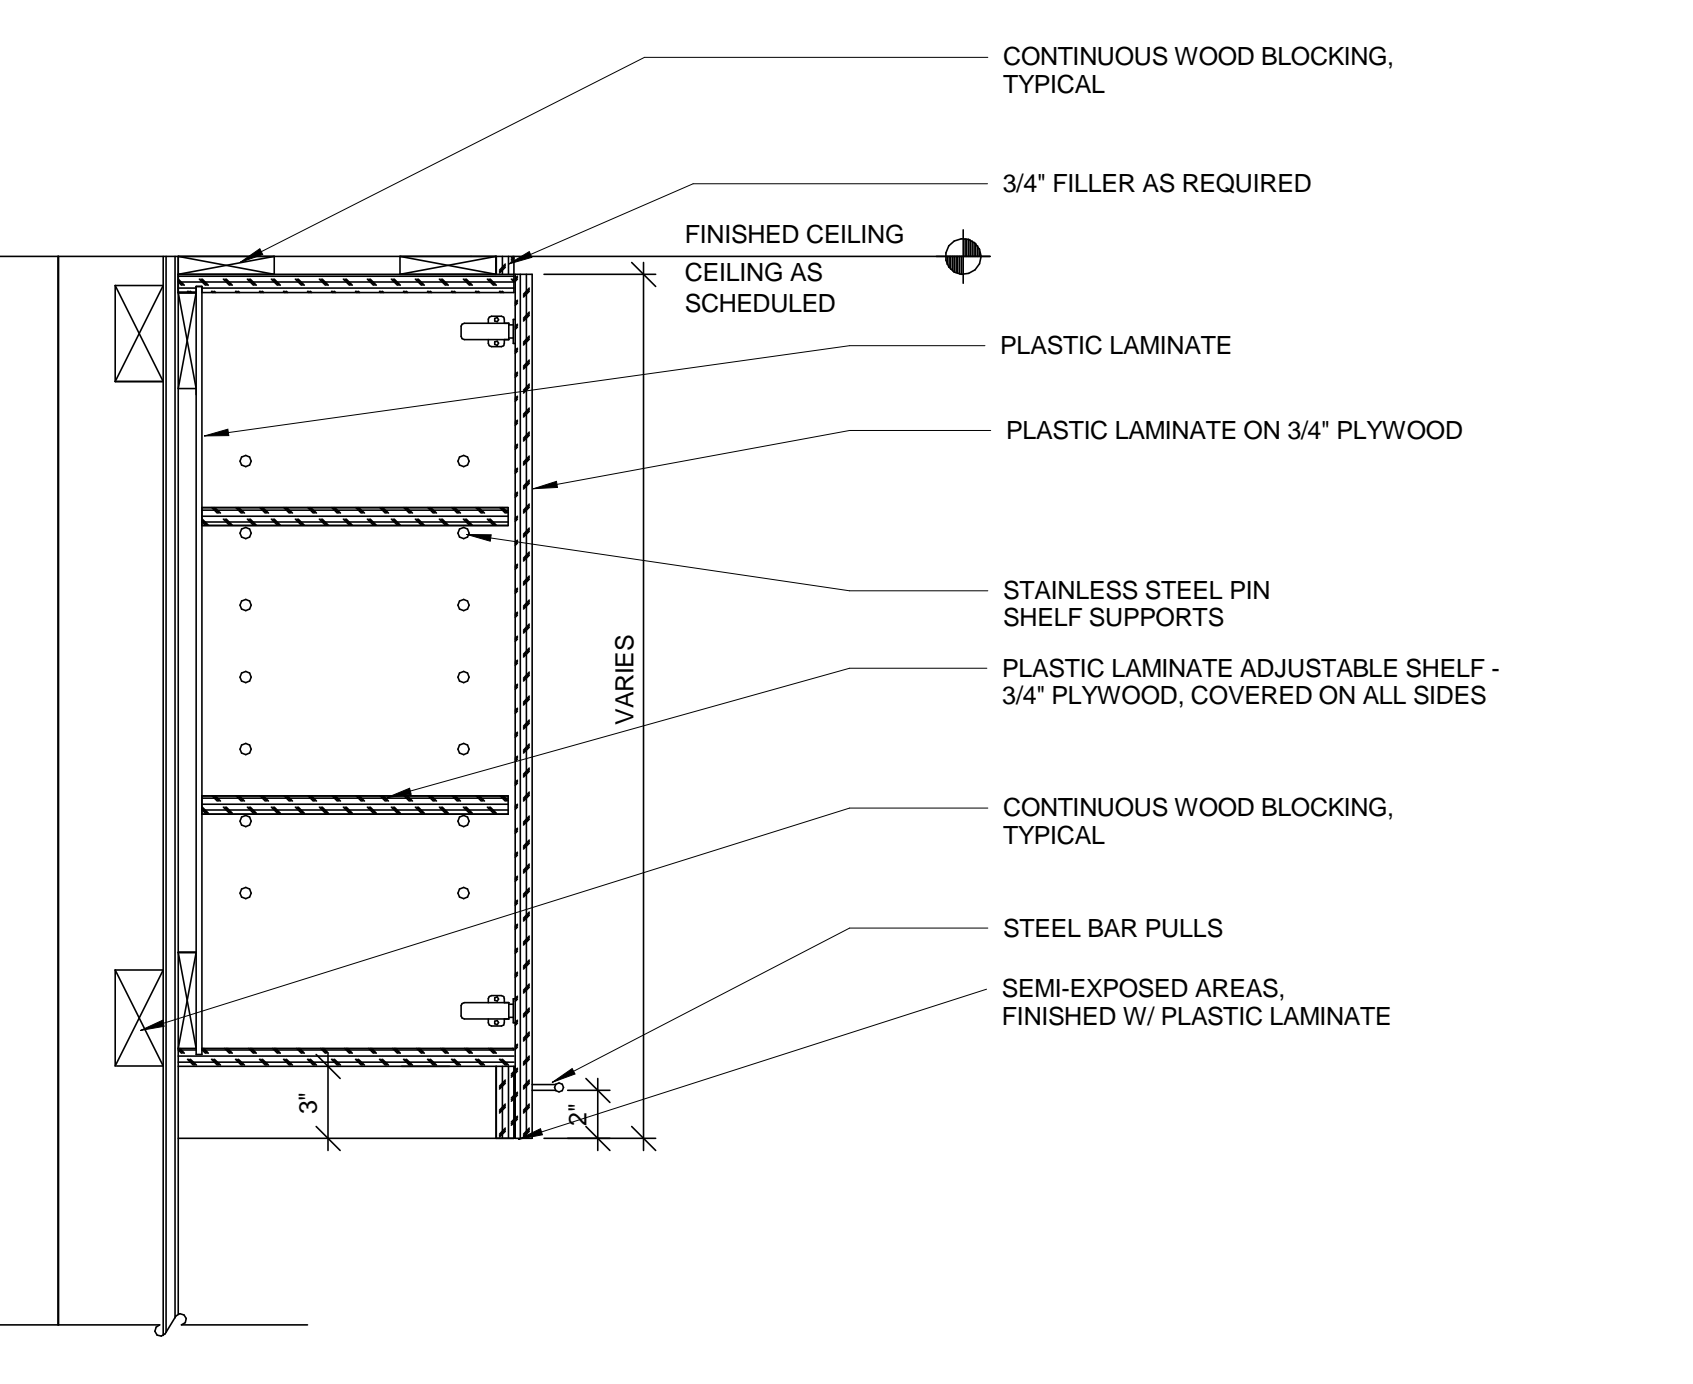 CONTINUOUS WOOD BLOCKING,
TYPICAL
3/4" FILLER AS REQUIRED
FINISHED CEILING
CEILING AS
SCHEDULED
PLASTIC LAMINATE
PLASTIC LAMINATE ON 3/4" PLYWOOD
STAINLESS STEEL PIN
SHELF SUPPORTS
VARIES
PLASTIC LAMINATE ADJUSTABLE SHELF -
3/4" PLYWOOD, COVERED ON ALL SIDES
CONTINUOUS WOOD BLOCKING,
TYPICAL
STEEL BAR PULLS
SEMI-EXPOSED AREAS,
FINISHED W/ PLASTIC LAMINATE
3"
2"